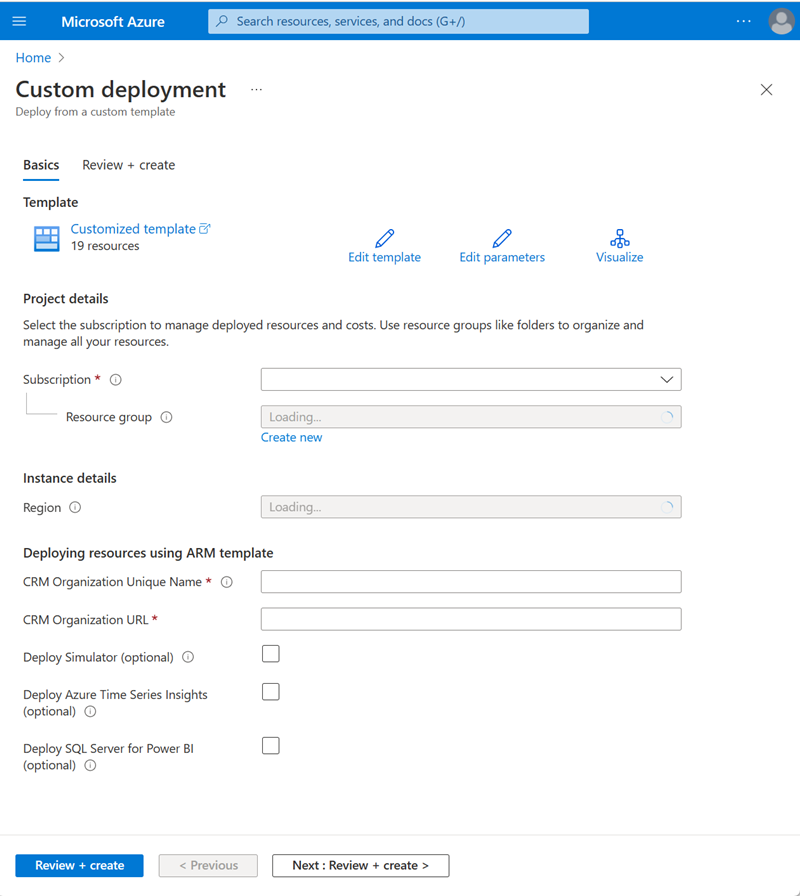 Microsoft Azure
Search resources, services, and docs (G+/)
...
Home >
Custom deployment ...
Deploy from a custom template
Basics
Review + create
Template
Customized template
19 resources
Edit template
Edit parameters
Visualize
Project details
Select the subscription to manage deployed resources and costs. Use resource groups like folders to organize and
manage all your resources.
Subscription *
Resource group
Loading...
Create new
Instance details
Region
Loading...
Deploying resources using ARM template
CRM Organization Unique Name *
CRM Organization URL *
Deploy Simulator (optional)
Deploy Azure Time Series Insights
(optional)
Deploy SQL Server for Power BI
(optional)
Review + create
< Previous
Next : Review + create >